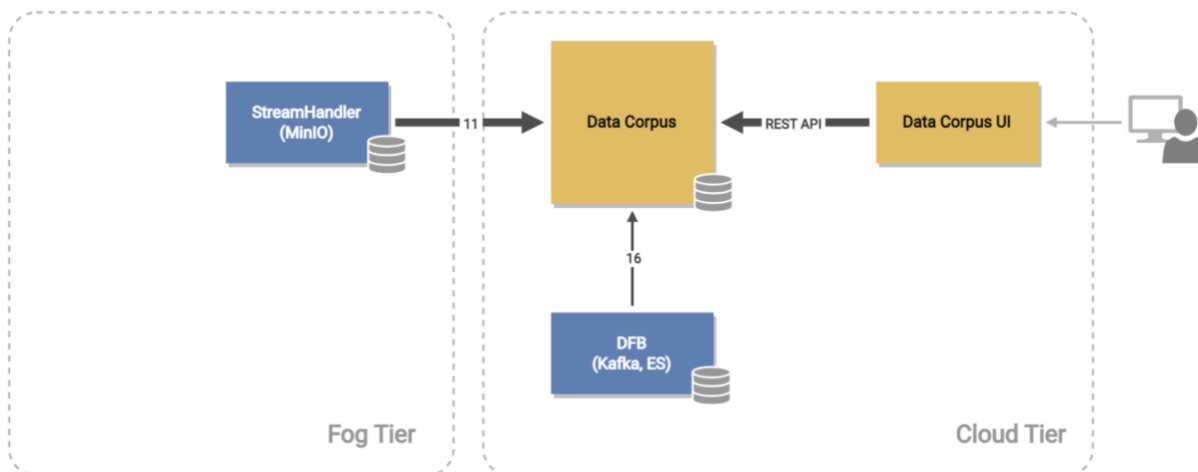 StreamHandler
(MinIO)
11
Data Corpus
REST API
Data Corpus UI
16
DFB
(Kafka, ES)
Fog Tier
Cloud Tier